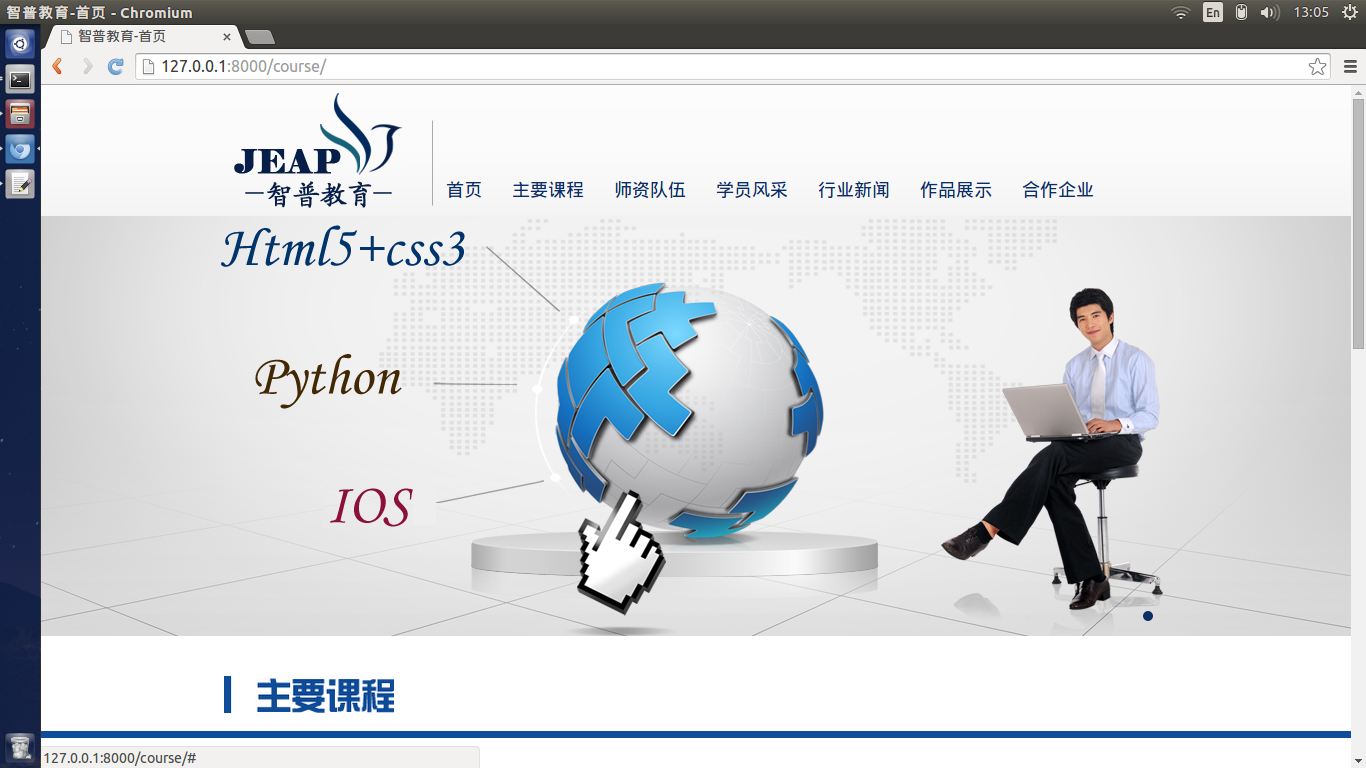 智普教育-首页 - Chromium
En
13:05
智普教育-首页
127.0.0.1:8000/course/
JEAP
智普教育
首页 主要课程 师资队伍 学员风采 行业新闻 作品展示 合作企业
Html5+css3
Python
IOS
主要课程
127.0.0.1:8000/course/#